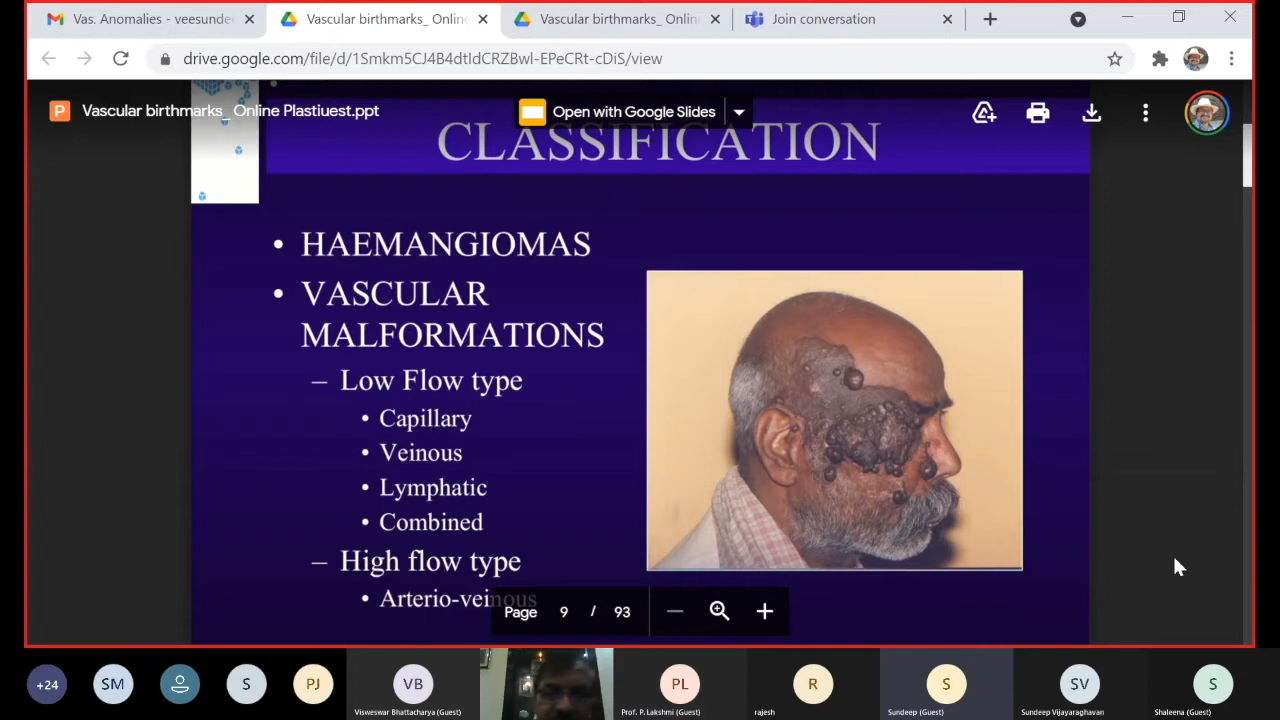 Vas. Anomalies - veesunde
Vascular birthmarks_ Onlin
Vascular birthmarks_ Onlin
Join conversation
drive.google.com/file/d/1Smkm5CJ4B4dtIdCRZBwl-EPeCRt-cDiS/view
P
Vascular birthmarks_ Online Plastiuest.ppt
Open with Google Slides
CLASSIFICATION
• HAEMANGIOMAS
• VASCULAR
MALFORMATIONS
– Low Flow type
• Capillary
• Veinous
• Lymphatic
• Combined
– High flow type
• Arterio-veinous
Page 9 / 93
+24
SM
S
PJ
VB
PL
R
S
SV
S
Visweswar Bhattacharya (Guest)
Prof. P. Lakshmi (Guest)
rajesh
Sundeep (Guest)
Sundeep Vijayaraghavan
Shaleena (Guest)